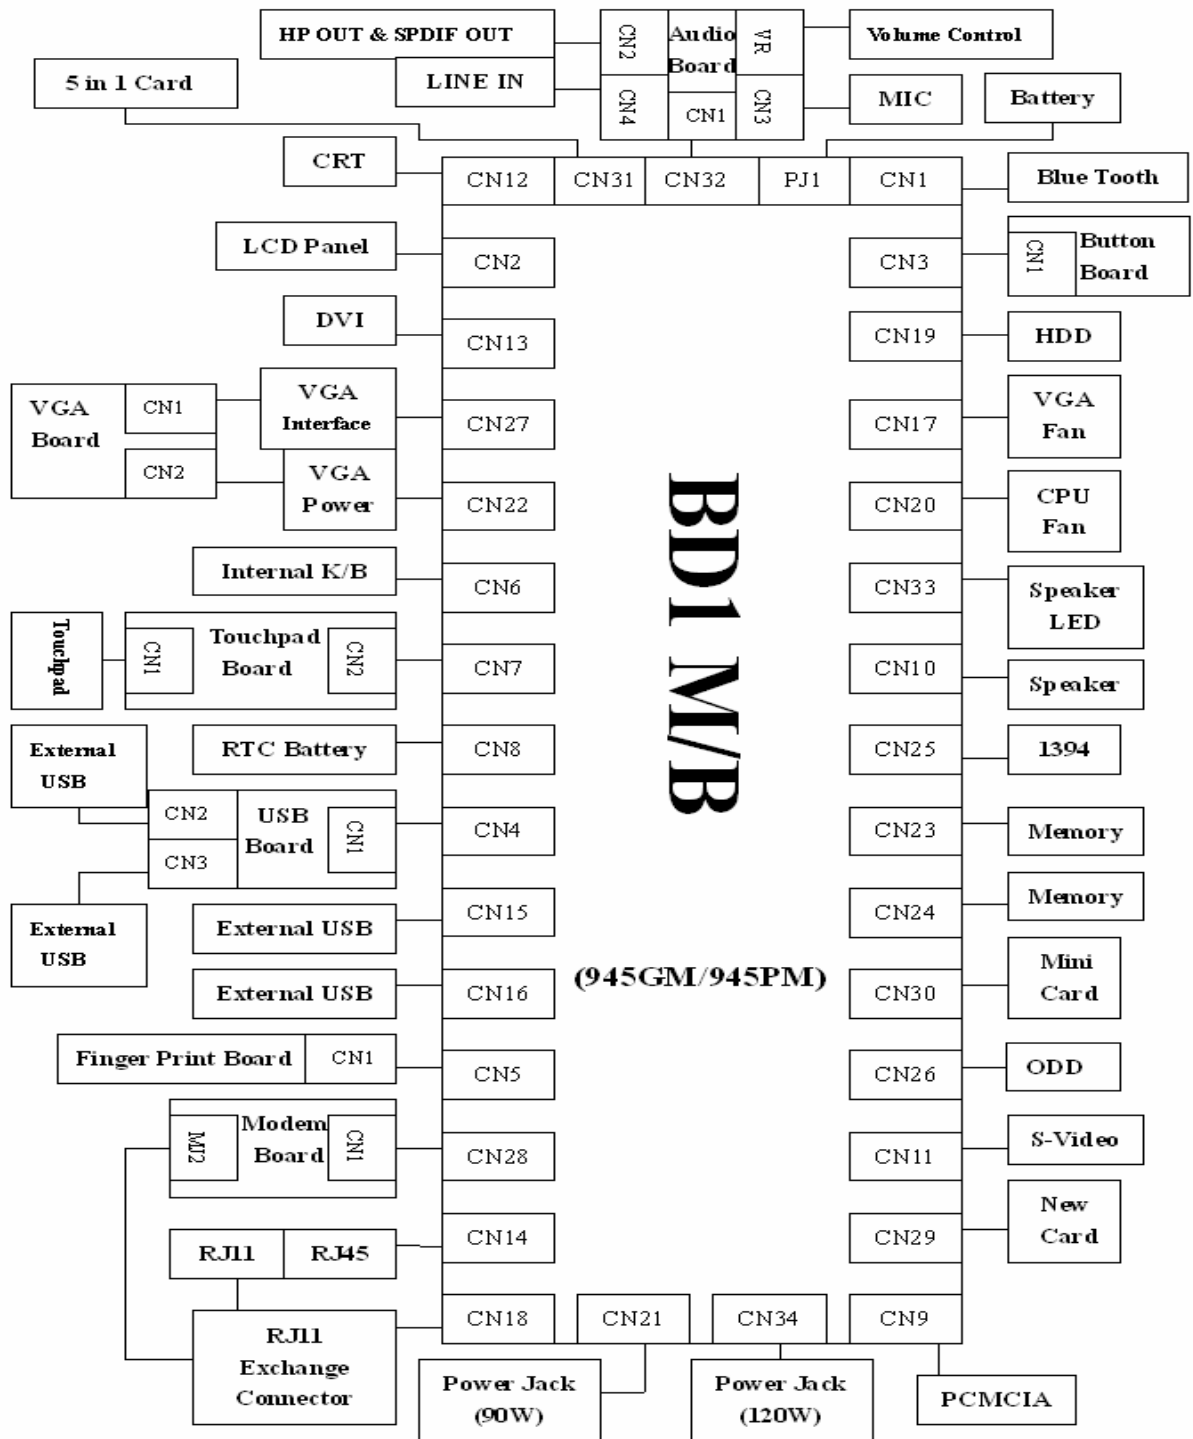 HP OUT & SPDIF OUT
CN2
Audio
Board
VR
Volume Control
5 in 1 Card
LINE IN
CN4
CN1
CN3
MIC
Battery
CRT
CN12
CN31
CN32
PJ1
CN1
Blue Tooth
LCD Panel
CN2
CN3
CN1
Button
Board
DVI
CN13
CN19
HDD
VGA
Board
CN1
CN2
VGA
Interface
CN27
CN17
VGA
Fan
VGA
Power
CN22
CN20
CPU
Fan
Internal K/B
CN6
CN33
Speaker
LED
Touchpad
CN1
Touchpad
Board
CN2
CN7
CN10
Speaker
BD1 M/B
External
USB
RTC Battery
CN8
CN25
1394
CN2
CN3
USB
Board
CN1
CN4
CN23
Memory
External
USB
External USB
CN15
CN24
Memory
(945GM/945PM)
External USB
CN16
CN30
Mini
Card
Finger Print Board
CN1
CN5
CN26
ODD
MJ2
Modem
Board
CN1
CN28
CN11
S-Video
RJ11
RJ45
CN14
CN29
New
Card
RJ11
Exchange
Connector
CN18
CN21
CN34
CN9
Power Jack
(90W)
Power Jack
(120W)
PCMCIA